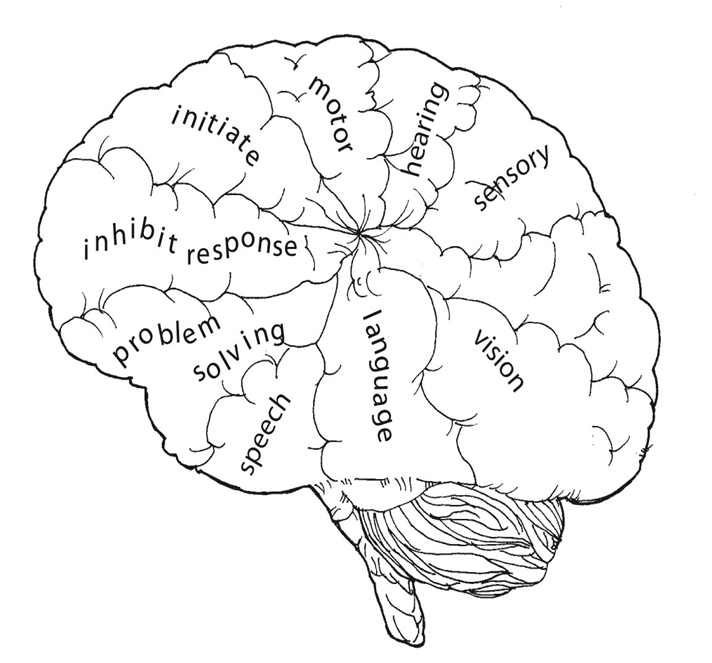 motor
hearing
initiate
sensory
inhibit response
problem
solving
language
vision
speech